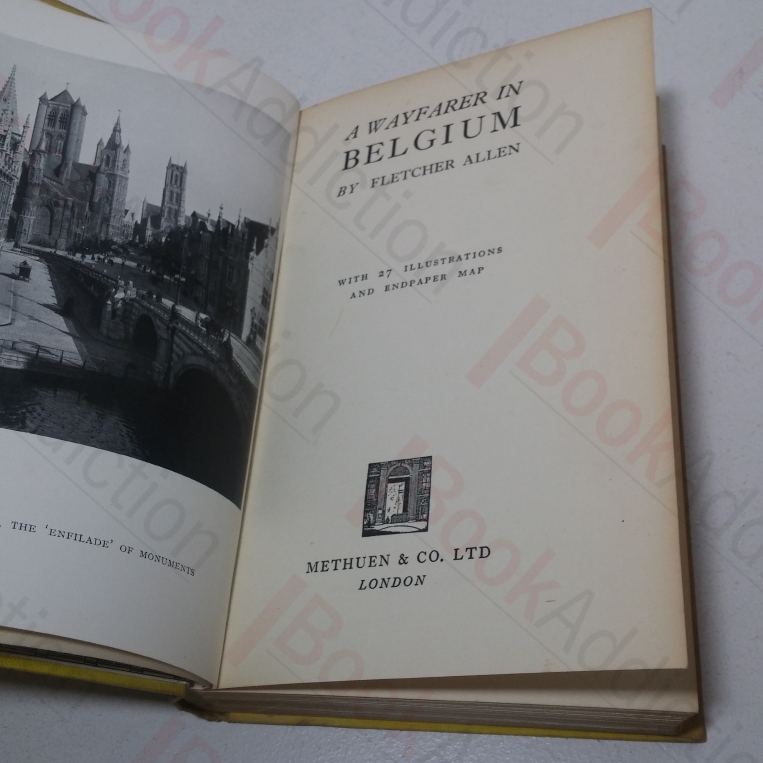 A WAYFARER IN
BELGIUM
BY FLETCHER ALLEN
WITH 27 ILLUSTRATIONS
AND ENDPAPER MAP
METHUEN & CO. LTD
LONDON
THE 'ENFILADE' OF MONUMENTS
BookAddiction